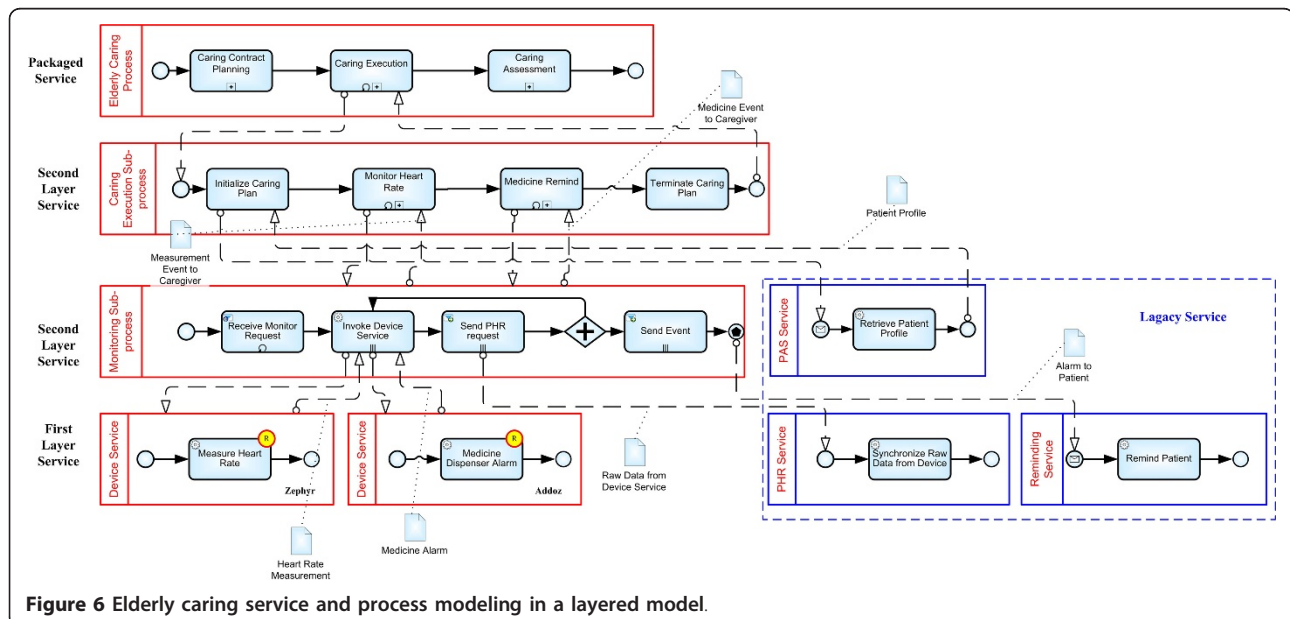 Packaged
Service
Elderly Caring
Process
Caring Contract
Planning
Caring Execution
Caring
Assessment
Medicine Event
to Caregiver
Second
Layer
Service
Caring
Execution Sub-
process
Initialize Caring
Plan
Monitor Heart
Rate
Medicine Remind
Terminate Caring
Plan
Patient Profile
Measurement
Event to
Caregiver
Second
Layer
Service
Monitoring Sub-
process
Receive Monitor
Request
Invoke Device
Service
Send PHR
request
Send Event
PAS Service
Retrieve Patient
Profile
Lagacy Service
Alarm to
Patient
First
Layer
Service
Device Service
Measure Heart
Rate
R
Zephyr
Device Service
Medicine
Dispenser Alarm
R
Addoz
Raw Data from
Device Service
PHR Service
Synchronize Raw
Data from Device
Reminding
Service
Remind Patient
Heart Rate
Measurement
Medicine Alarm
Figure 6 Elderly caring service and process modeling in a layered model.